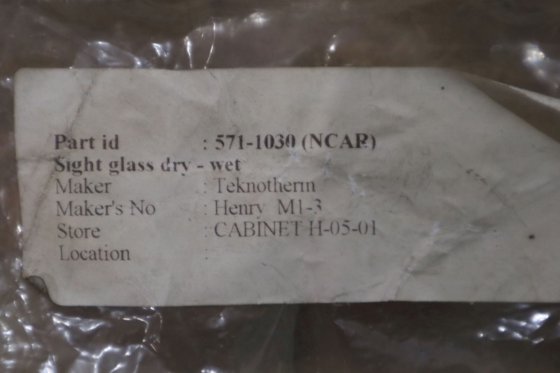 Part id : 571-1030 (NCAR)
Sight glass dry - wet
Maker : Teknotherm
Maker's No : Henry M1-3
Store : CABINET H-05-01
Location :